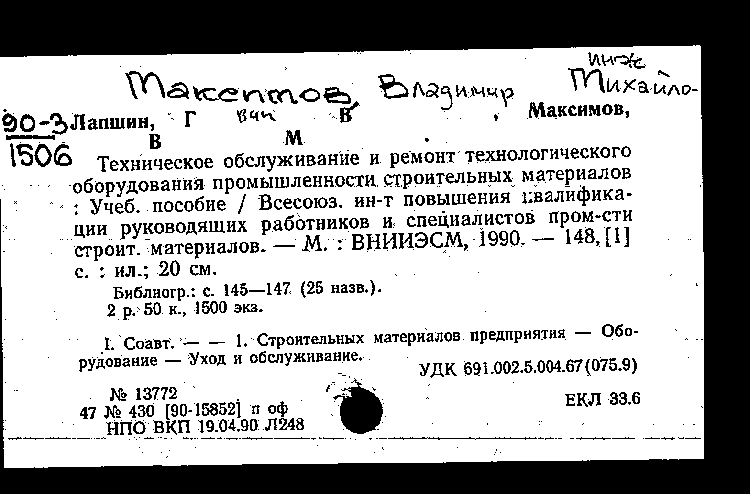 инж
Максимов, Владимир Михайло-
вич
90-3
1506
Лапшин, Г В , Максимов,
В М
Техническое обслуживание и ремонт технологического
оборудования промышленности строительных материалов
: Учеб. пособие / Всесоюз. ин-т повышения квалифика-
ции руководящих работников и специалистов пром-сти
строит. материалов. — М. : ВНИИЭСМ, 1990. — 148, [1]
с. : ил.; 20 см.
Библиогр.: с. 145—147 (25 назв.).
2 р. 50 к., 1500 экз.
I. Соавт. — — 1. Строительных материалов предприятия — Обо-
рудование — Уход и обслуживание.
УДК 691.002.5.004.67(075.9)
№ 13772
47 № 430 [90-15852] п оф
ЕКЛ 33.6
НПО ВКП 19.04.90 Л248